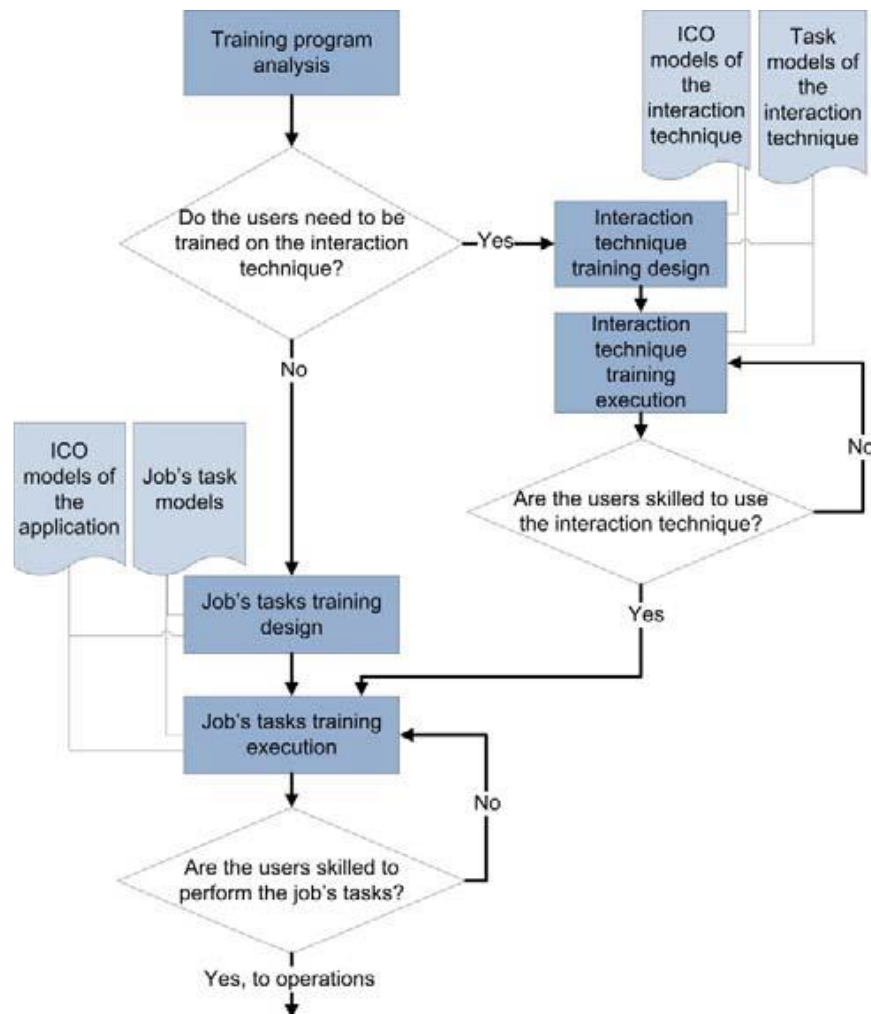 Training program
analysis
ICO
models of
the
interaction
technique
Task
models of
the
interaction
technique
Do the users need to be
trained on the interaction
technique?
Yes
Interaction
technique
training design
Interaction
technique
training
execution
No
No
Are the users skilled to use
the interaction technique?
Yes
ICO
models of
the
application
Job's task
models
Job's tasks training
design
Job's tasks training
execution
No
Are the users skilled to
perform the job's tasks?
Yes, to operations